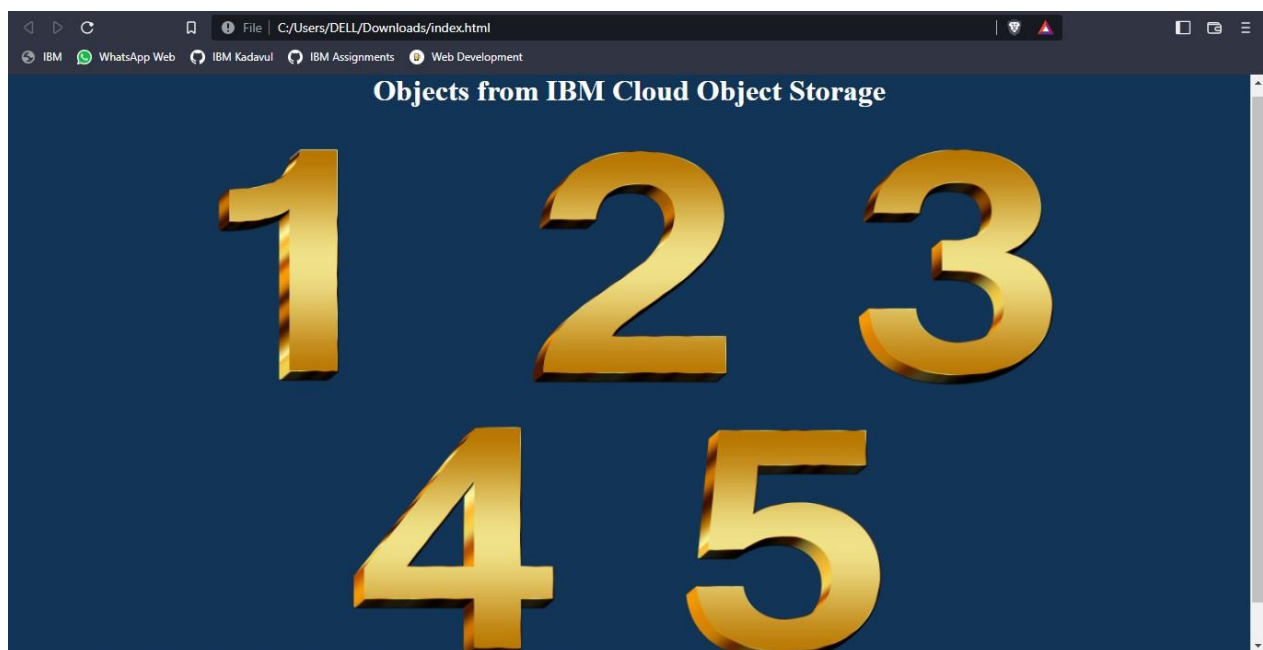 File C:/Users/DELL/Downloads/index.html
IBM WhatsApp Web IBM Kadavul IBM Assignments Web Development
Objects from IBM Cloud Object Storage
1 2 3
4 5